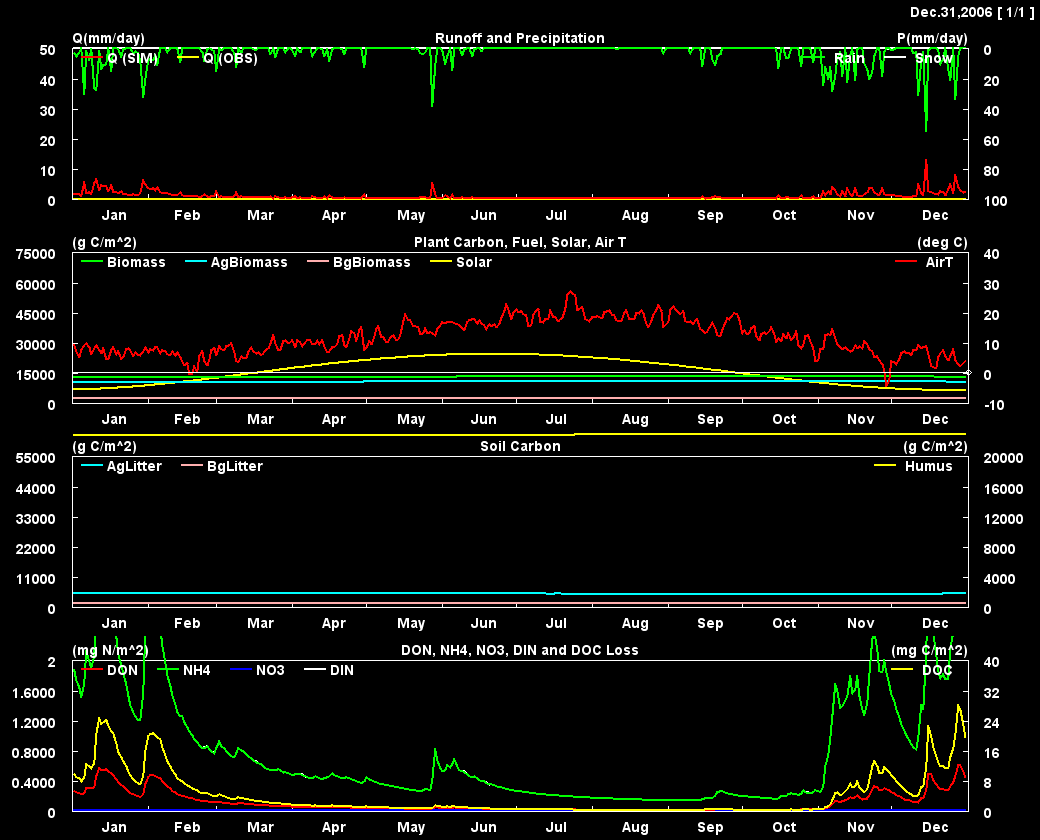 Dec.31,2006 [ 1/1 ]
Q(mm/day) Runoff and Precipitation P(mm/day)
Q (SIM) Q (OBS) Rain Snow
50 0
40 20
30 40
20 60
10 80
0 100
Jan Feb Mar Apr May Jun Jul Aug Sep Oct Nov Dec
(g C/m^2) Plant Carbon, Fuel, Solar, Air T (deg C)
75000 40
Biomass AgBiomass BgBiomass Solar AirT
60000 30
45000 20
30000 10
15000 0
0 -10
Jan Feb Mar Apr May Jun Jul Aug Sep Oct Nov Dec
(g C/m^2) Soil Carbon (g C/m^2)
55000 20000
AgLitter BgLitter Humus
44000 16000
33000 12000
22000 8000
11000 4000
0 0
Jan Feb Mar Apr May Jun Jul Aug Sep Oct Nov Dec
(mg N/m^2) DON, NH4, NO3, DIN and DOC Loss (mg C/m^2)
2 40
DON NH4 NO3 DIN DOC
1.6000 32
1.2000 24
0.8000 16
0.4000 8
0 0
Jan Feb Mar Apr May Jun Jul Aug Sep Oct Nov Dec